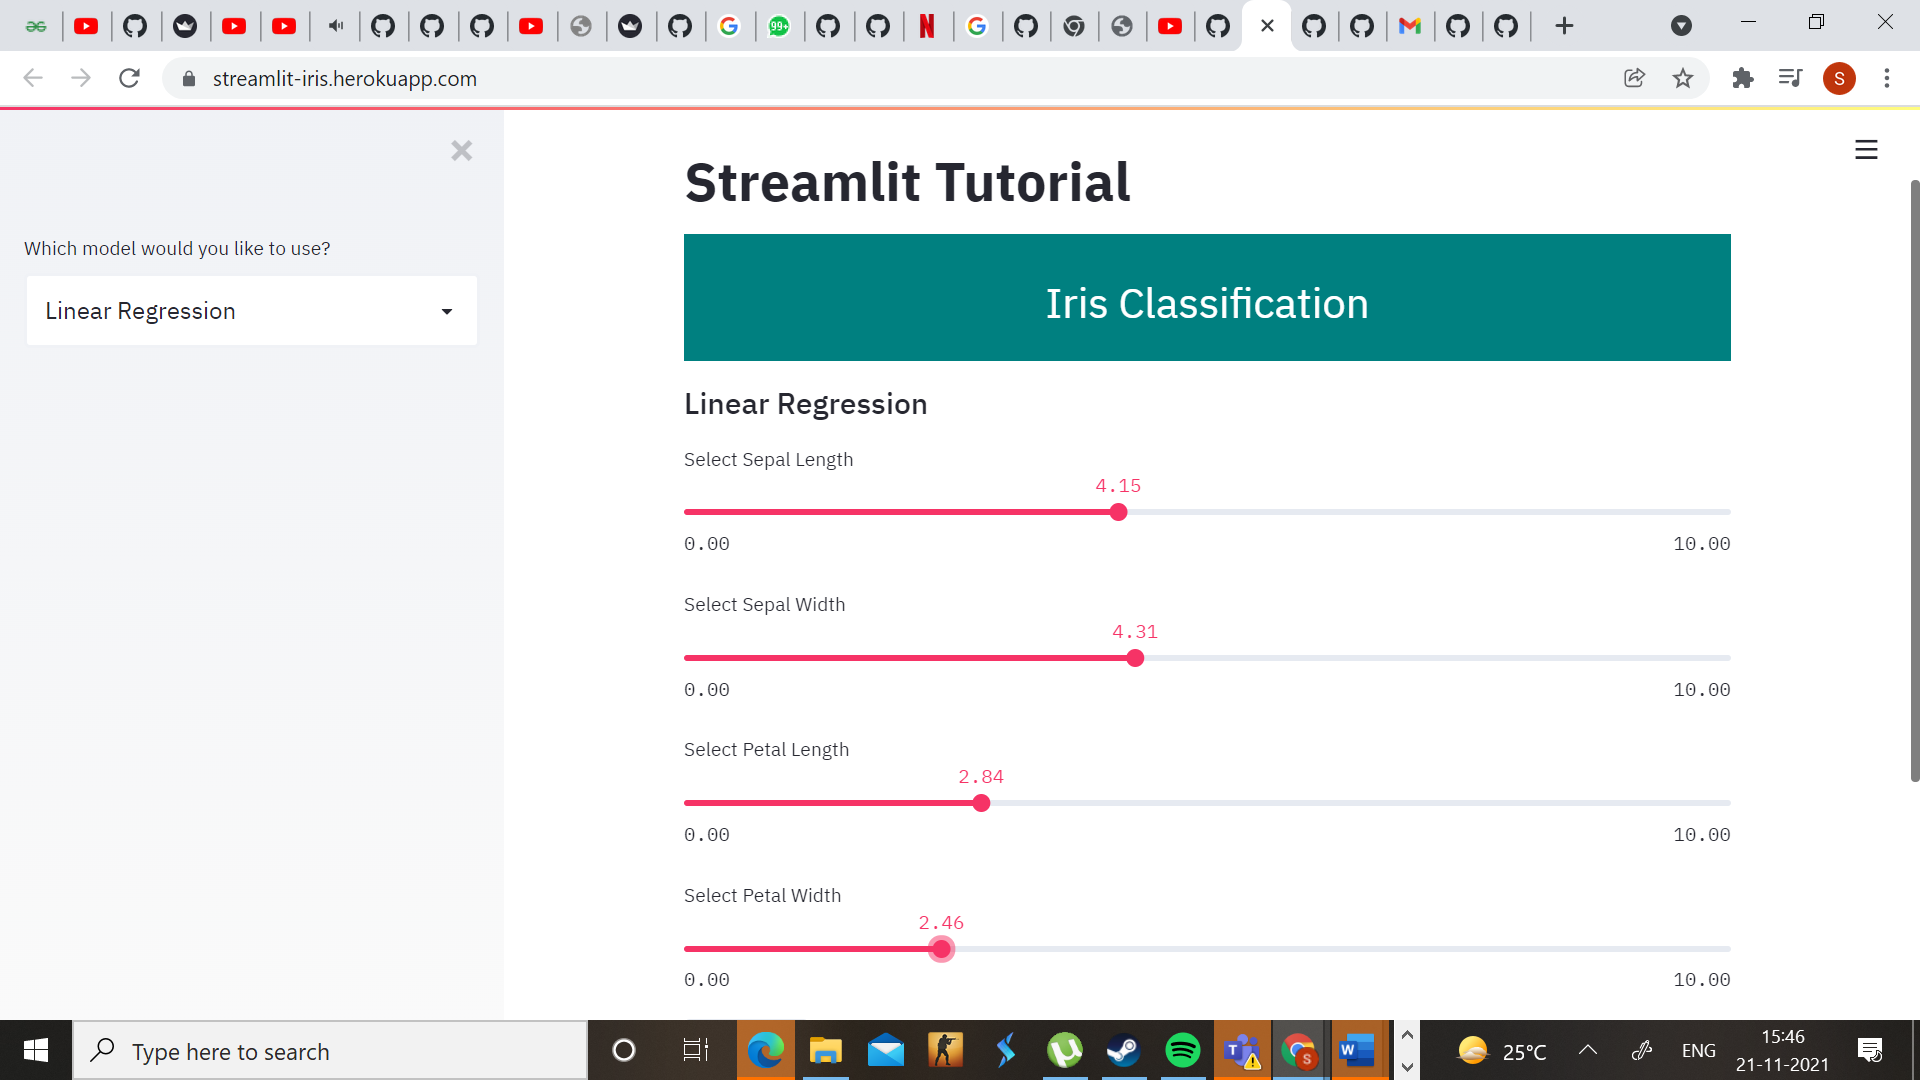 99+
N
streamlit-iris.herokuapp.com
S
Which model would you like to use?
Linear Regression
Streamlit Tutorial
Iris Classification
Linear Regression
Select Sepal Length
4.15
0.00 10.00
Select Sepal Width
4.31
0.00 10.00
Select Petal Length
2.84
0.00 10.00
Select Petal Width
2.46
0.00 10.00
Type here to search
25°C
ENG
15:46
21-11-2021